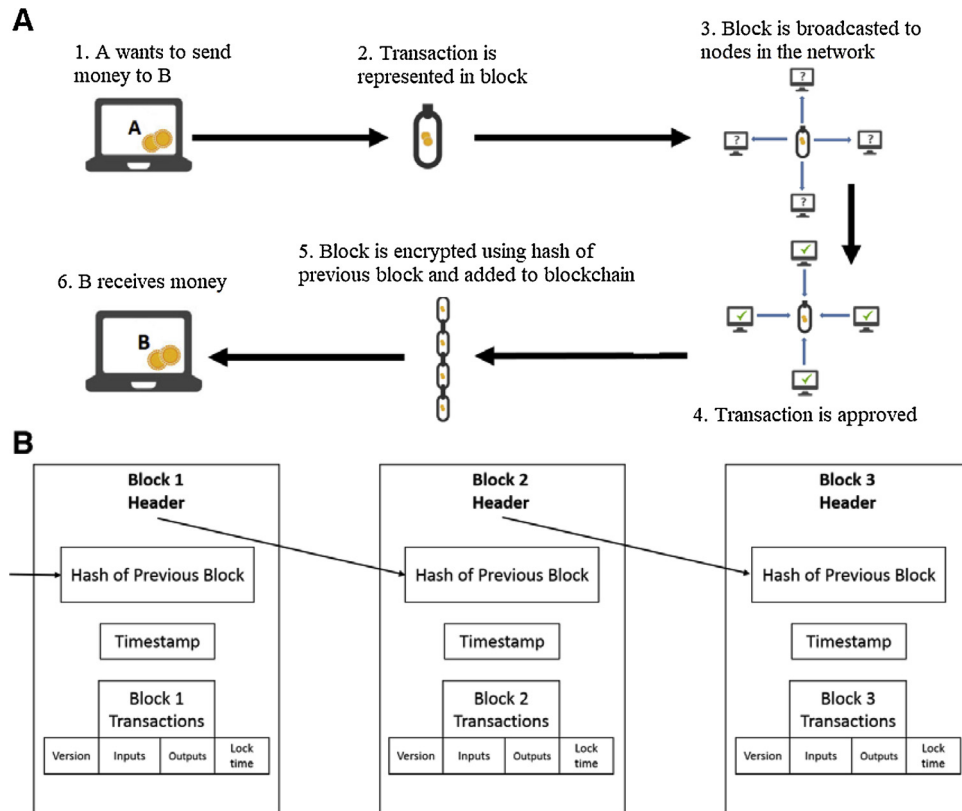 A
1. A wants to send
money to B
2. Transaction is
represented in block
3. Block is broadcasted to
nodes in the network
A
?
?
?
?
6. B receives money
5. Block is encrypted using hash of
previous block and added to blockchain
B
4. Transaction is approved
B
Block 1
Header
Hash of Previous Block
Timestamp
Block 1
Transactions
Version Inputs Outputs Lock
time
Block 2
Header
Hash of Previous Block
Timestamp
Block 2
Transactions
Version Inputs Outputs Lock
time
Block 3
Header
Hash of Previous Block
Timestamp
Block 3
Transactions
Version Inputs Outputs Lock
time